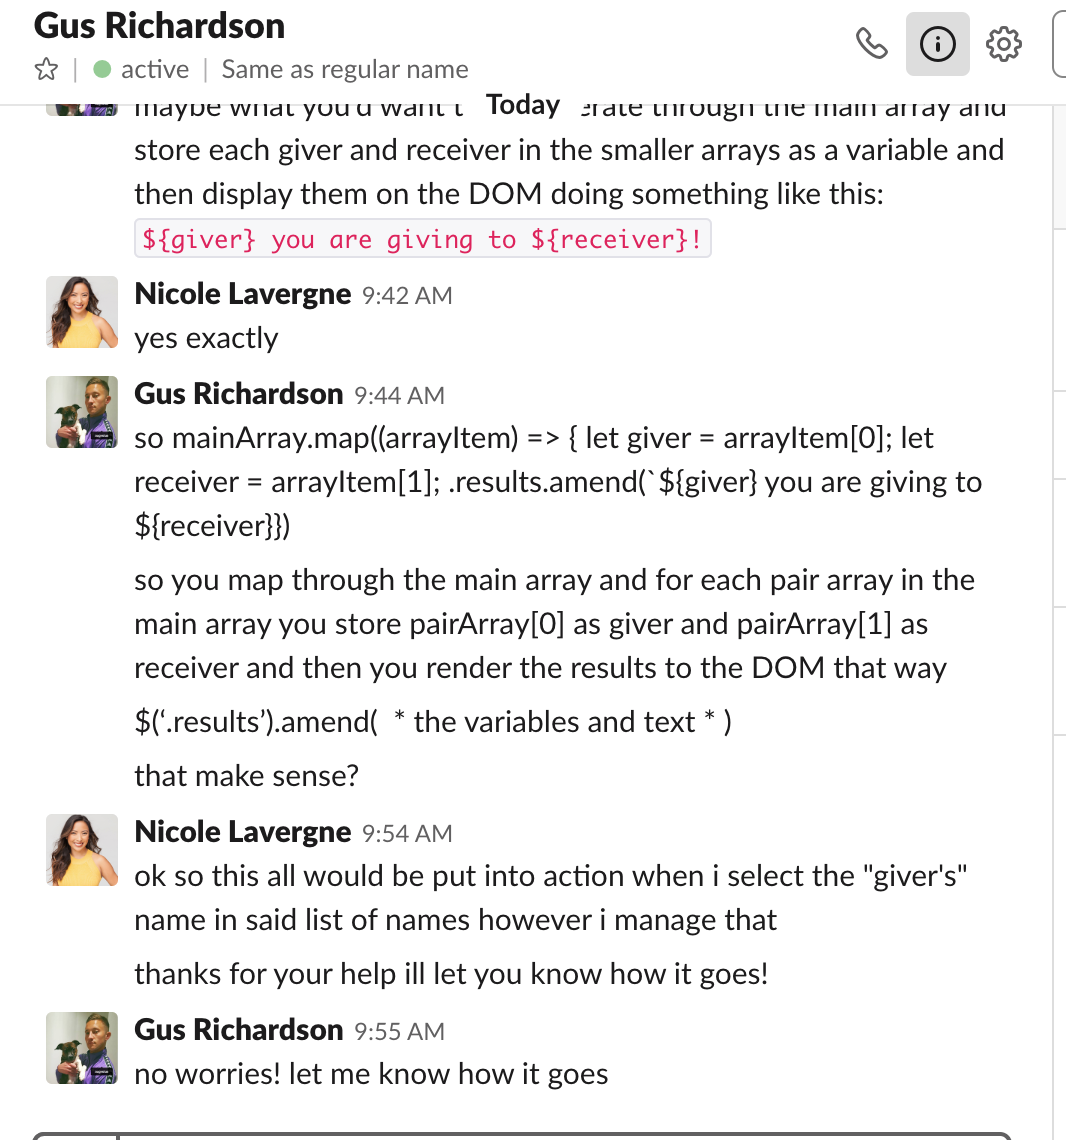 Gus Richardson
active | Same as regular name
Today
maybe what you'd want t erate through the main array and
store each giver and receiver in the smaller arrays as a variable and
then display them on the DOM doing something like this:
${giver} you are giving to ${receiver}!
Nicole Lavergne 9:42 AM
yes exactly
Gus Richardson 9:44 AM
so mainArray.map((arrayItem) => { let giver = arrayItem[0]; let
receiver = arrayItem[1]; .results.amend(`${giver} you are giving to
${receiver}})
so you map through the main array and for each pair array in the
main array you store pairArray[0] as giver and pairArray[1] as
receiver and then you render the results to the DOM that way
$(‘.results’).amend(  * the variables and text * )
that make sense?
Nicole Lavergne 9:54 AM
ok so this all would be put into action when i select the "giver's"
name in said list of names however i manage that
thanks for your help ill let you know how it goes!
Gus Richardson 9:55 AM
no worries! let me know how it goes